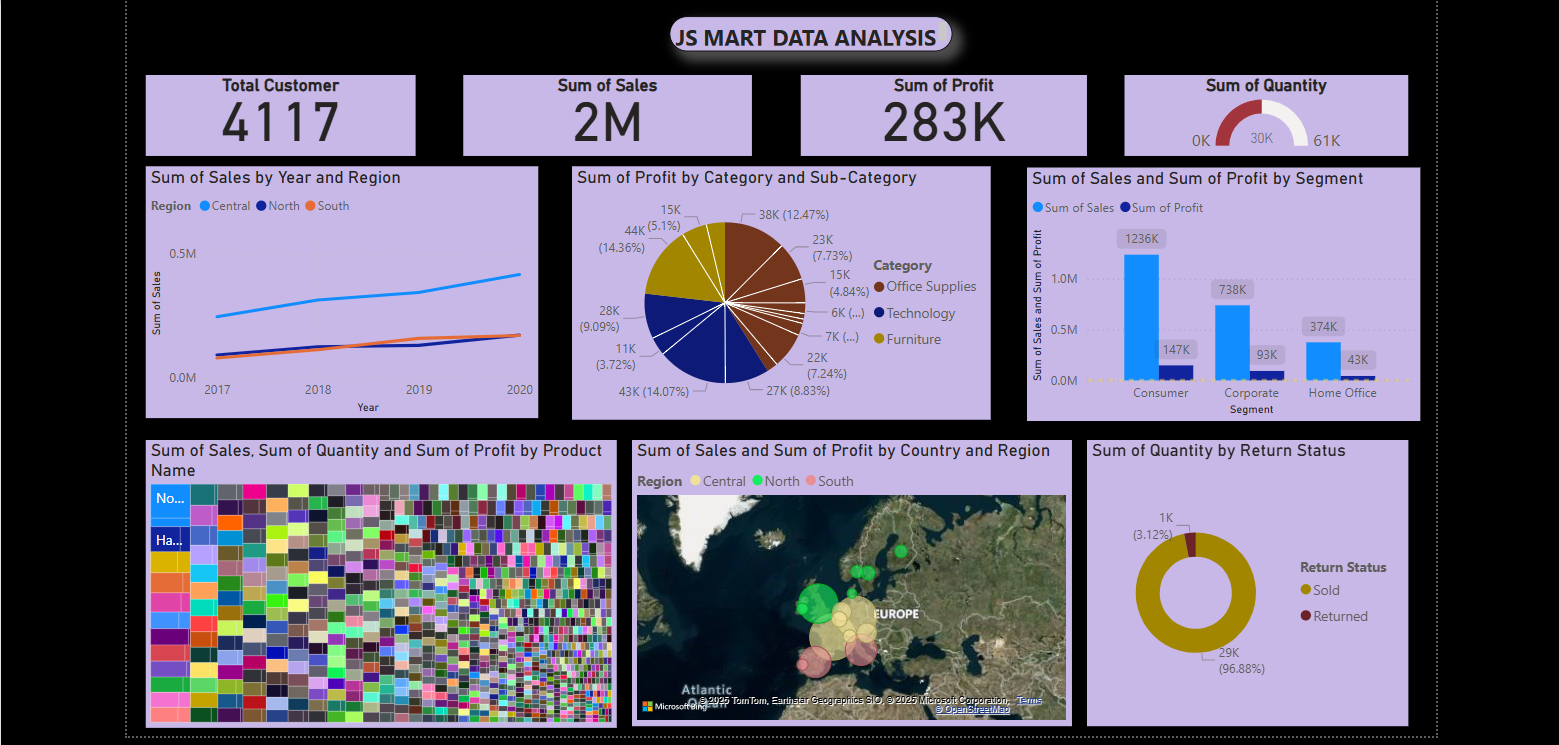 JS MART DATA ANALYSIS
Total Customer
4117
Sum of Sales
2M
Sum of Profit
283K
Sum of Quantity
0K
30K
61K
Sum of Sales by Year and Region
Region Central North South
0.5M
0.0M
Sum of Sales
2017 2018 2019 2020
Year
Sum of Profit by Category and Sub-Category
38K (12.47%)
23K
(7.73%)
15K
(4.84%)
6K (...)
7K (...)
22K
(7.24%)
27K (8.83%)
43K (14.07%)
11K
(3.72%)
28K
(9.09%)
44K
(14.36%)
15K
(5.1%)
Category
Office Supplies
Technology
Furniture
Sum of Sales and Sum of Profit by Segment
Sum of Sales Sum of Profit
Sum of Sales and Sum of Profit
1.0M
0.5M
0.0M
1236K
147K
738K
93K
374K
43K
Consumer Corporate Home Office
Segment
Sum of Sales, Sum of Quantity and Sum of Profit by Product
Name
No...
Ha...
Sum of Sales and Sum of Profit by Country and Region
Region Central North South
EUROPE
Atlantic
Microsoft Bing
© 2025 TomTom, Earthstar Geographics SIO, © 2025 Microsoft Corporation, Terms
© OpenStreetMap
Sum of Quantity by Return Status
1K
(3.12%)
29K
(96.88%)
Return Status
Sold
Returned